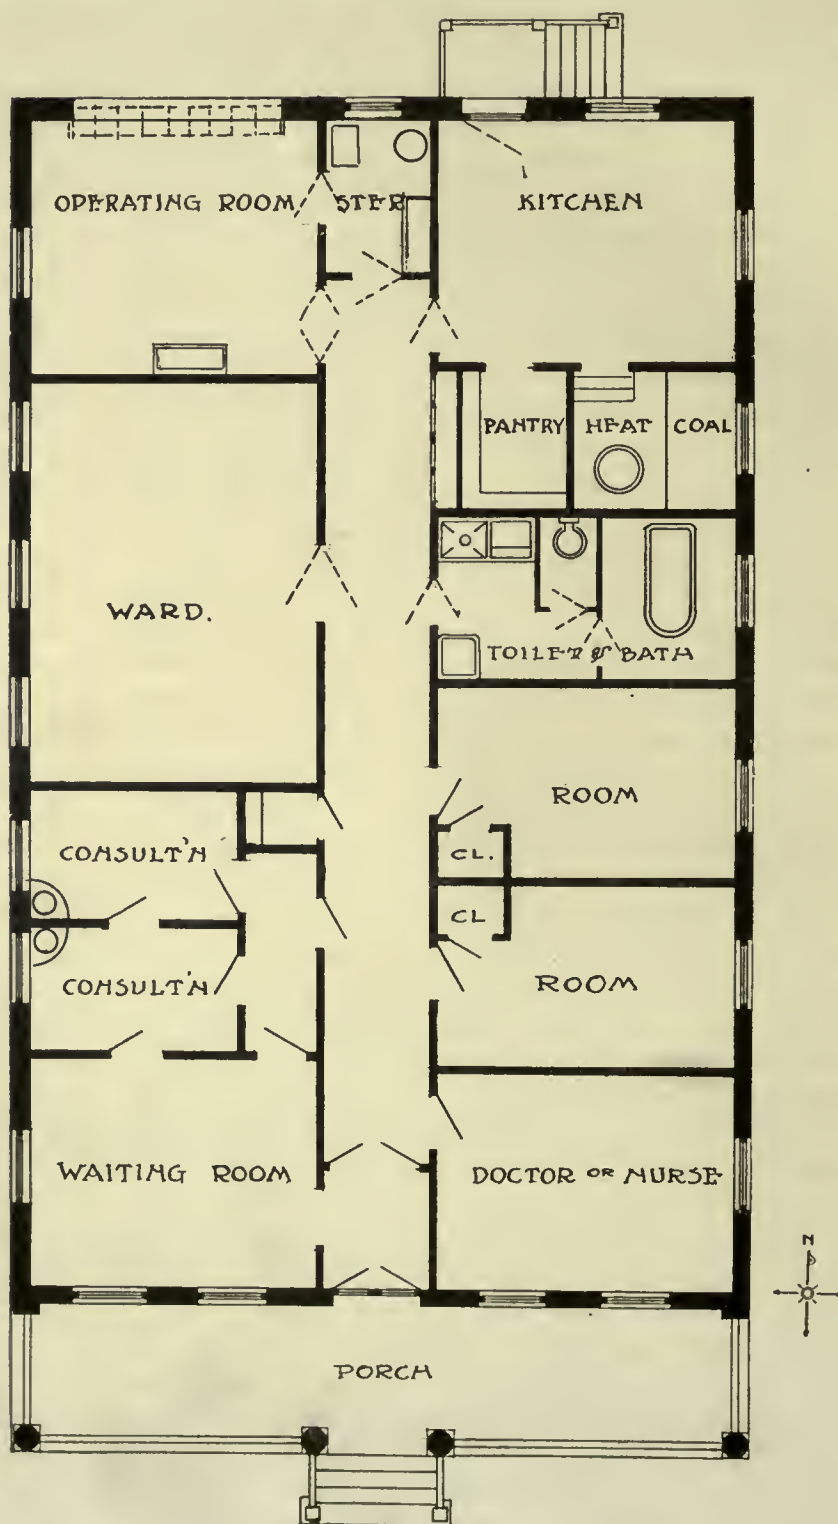 OPERATING ROOM
STER
KITCHEN
PANTRY
HEAT
COAL
WARD.
TOILET & BATH
ROOM
CONSULT'N
CL.
CL
CONSULT'N
ROOM
WAITING ROOM
DOCTOR OR NURSE
N
PORCH